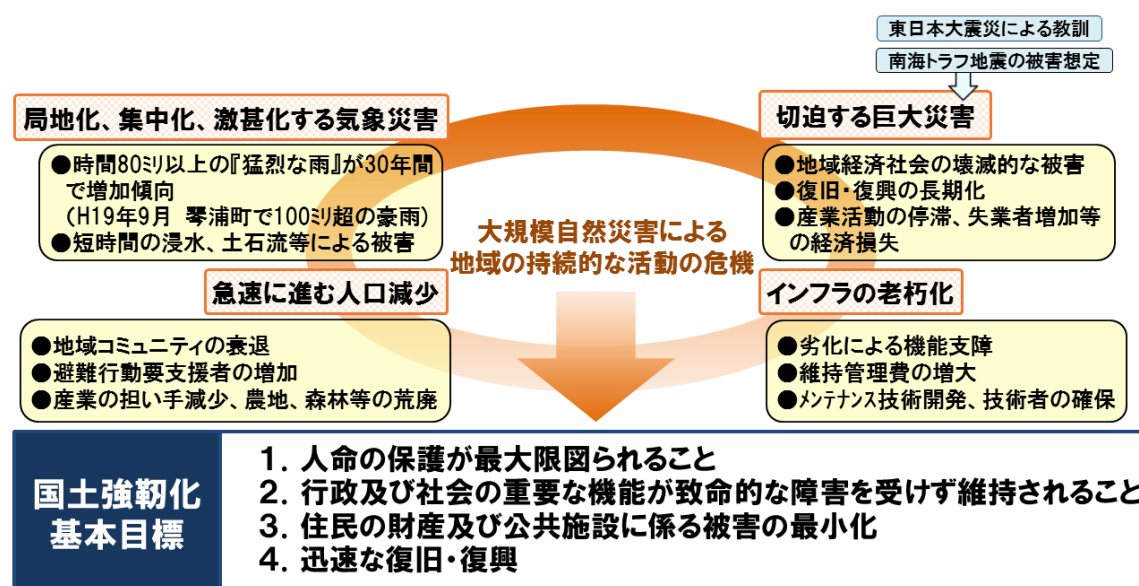 東日本大震災による教訓
南海トラフ地震の被害想定
局地化、集中化、激甚化する気象災害
●時間80ミリ以上の『猛烈な雨』が30年間
で増加傾向
(H19年9月 琴浦町で100ミリ超の豪雨)
●短時間の浸水、土石流等による被害
切迫する巨大災害
●地域経済社会の壊滅的な被害
●復旧・復興の長期化
●産業活動の停滞、失業者増加等
の経済損失
大規模自然災害による
地域の持続的な活動の危機
急速に進む人口減少
●地域コミュニティの衰退
●避難行動要支援者の増加
●産業の担い手減少、農地、森林等の荒廃
インフラの老朽化
●劣化による機能支障
●維持管理費の増大
●メンテナンス技術開発、技術者の確保
国土強靭化
基本目標
1. 人命の保護が最大限図られること
2. 行政及び社会の重要な機能が致命的な障害を受けず維持されること
3. 住民の財産及び公共施設に係る被害の最小化
4. 迅速な復旧・復興